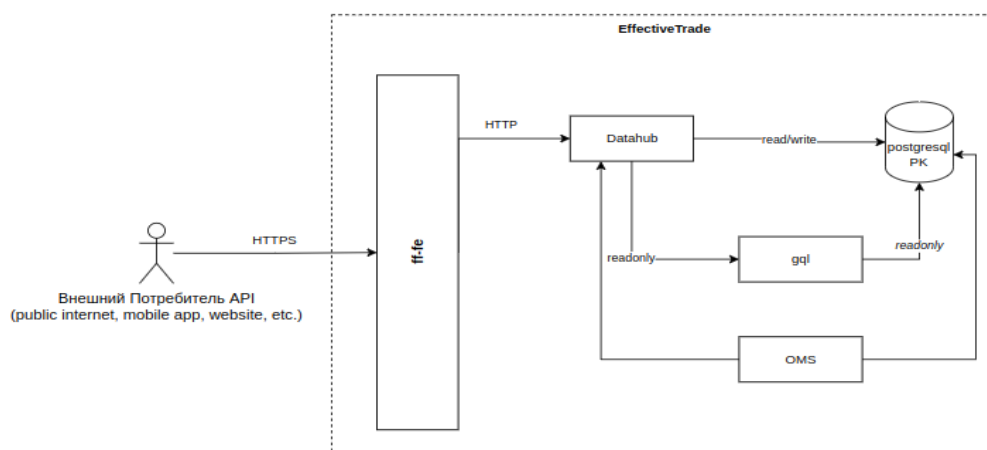 EffectiveTrade
HTTP
Datahub
read/write
postgresql
PK
ff-fe
HTTPS
readonly
gql
readonly
Внешний Потребитель API
(public internet, mobile app, website, etc.)
OMS